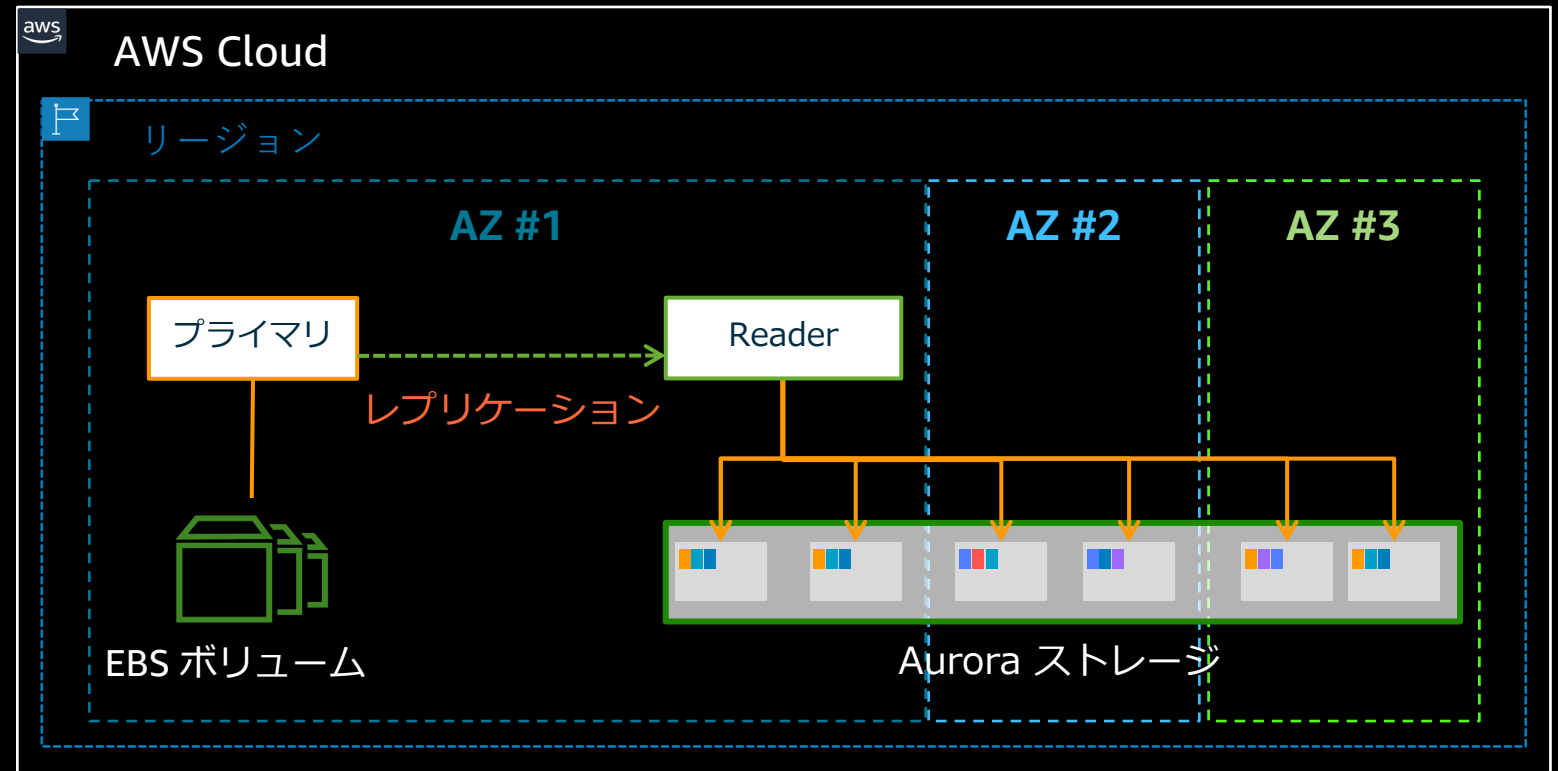 aws
AWS Cloud
リージョン
AZ #1
AZ #2
AZ #3
プライマリ
Reader
レプリケーション
EBS ボリューム
Aurora ストレージ